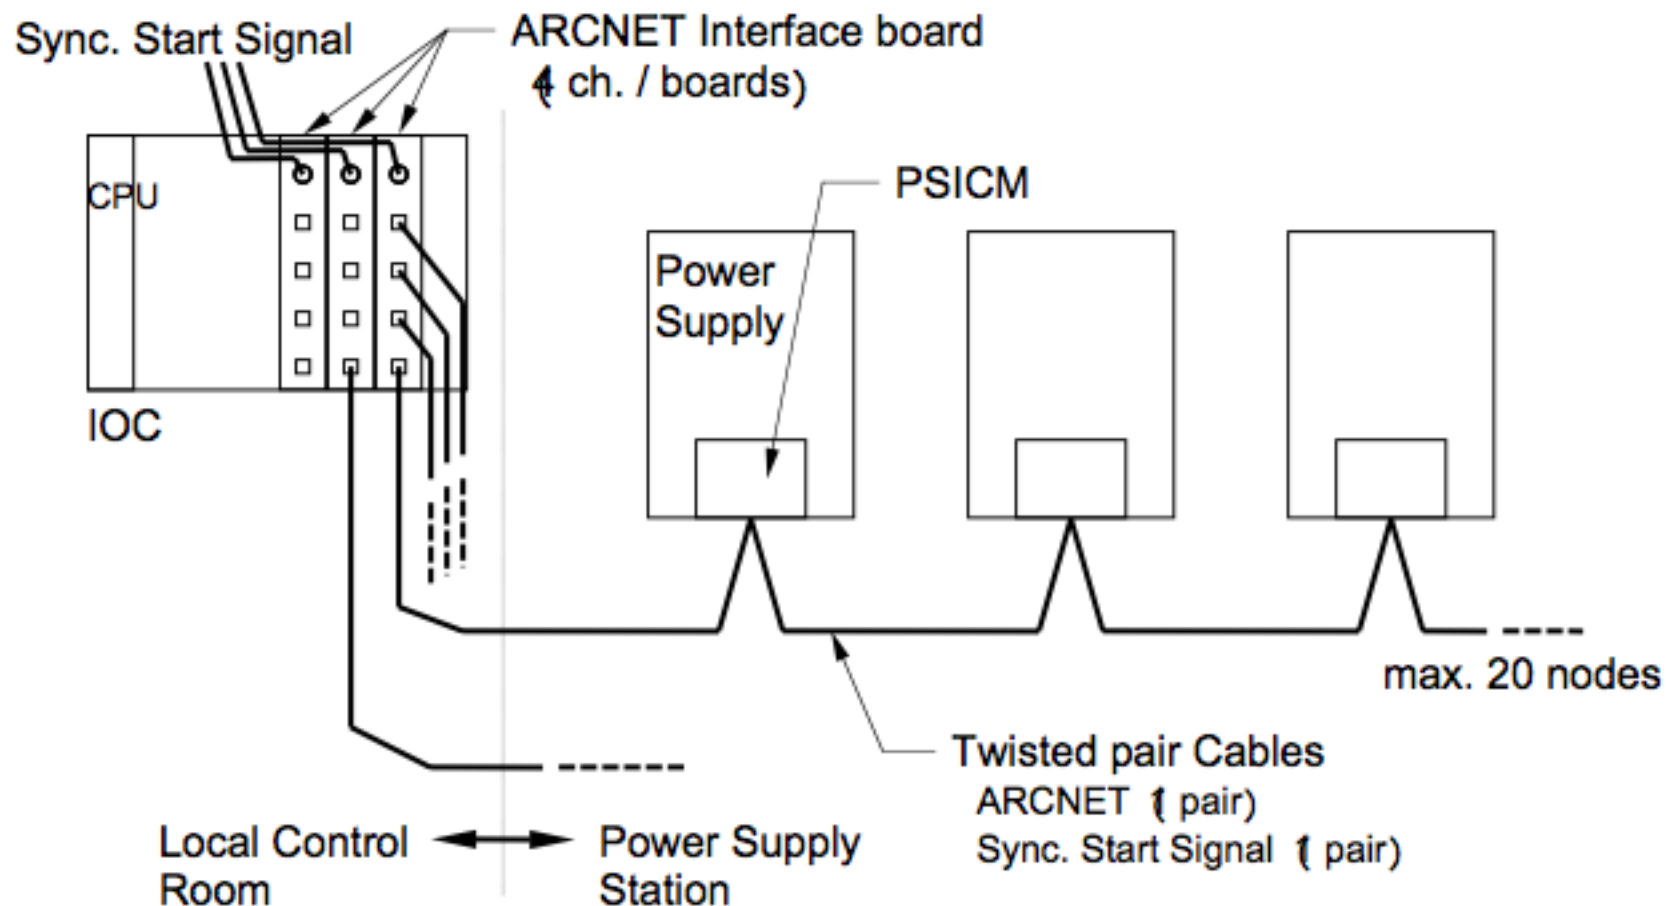 Sync. Start Signal
ARCNET Interface board
(4 ch. / boards)
CPU
PSICM
Power
Supply
IOC
max. 20 nodes
Twisted pair Cables
ARCNET (1 pair)
Sync. Start Signal (1 pair)
Local Control
Room
Power Supply
Station